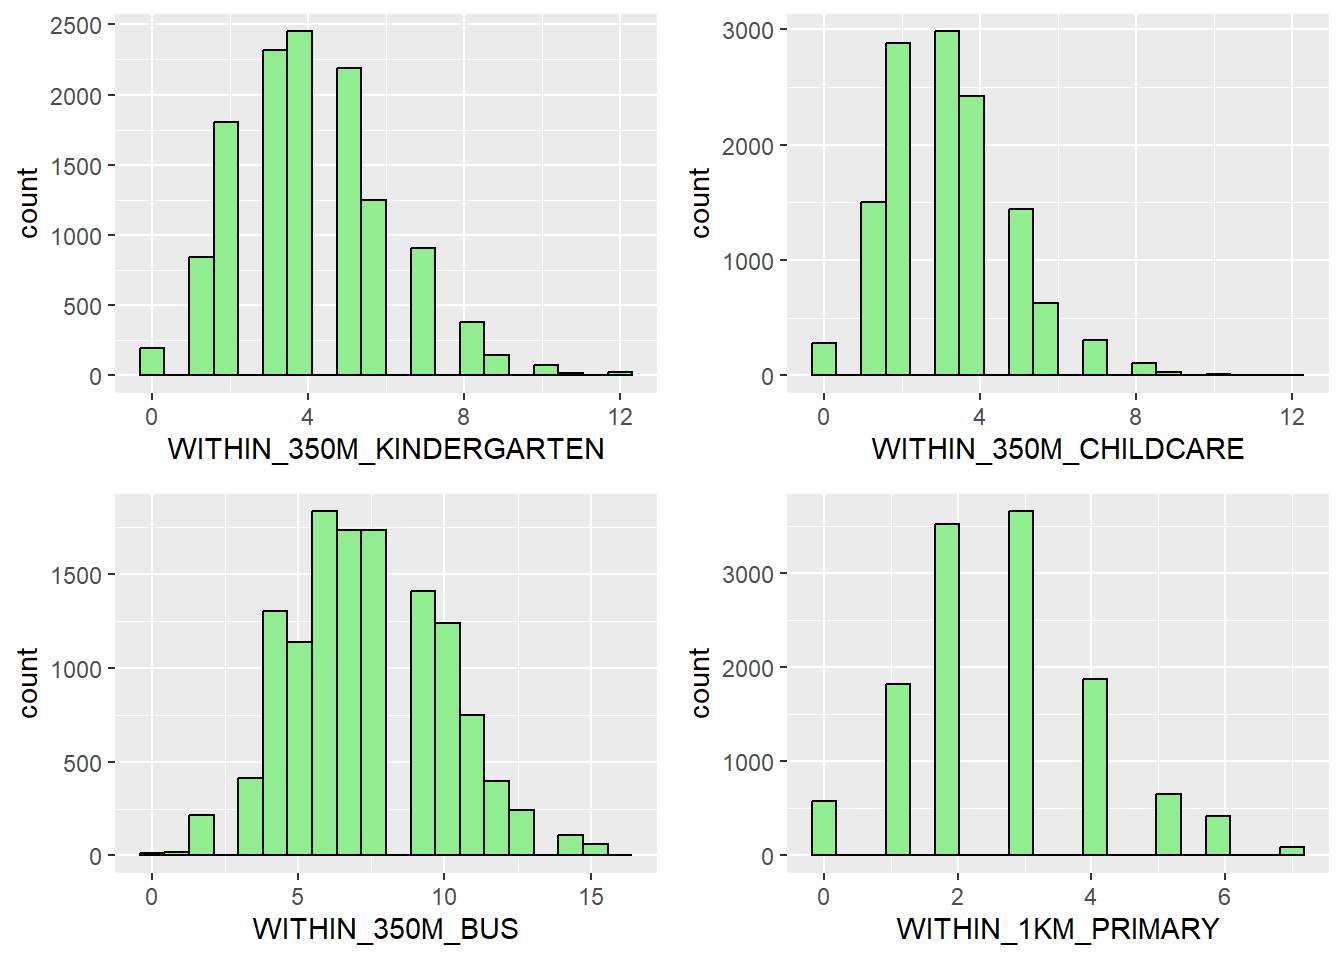 2500
2000
1500
1000
500
0
count
0 4 8 12
WITHIN_350M_KINDERGARTEN
3000
2000
1000
0
count
0 4 8 12
WITHIN_350M_CHILDCARE
1500
1000
500
0
count
0 5 10 15
WITHIN_350M_BUS
3000
2000
1000
0
count
0 2 4 6
WITHIN_1KM_PRIMARY